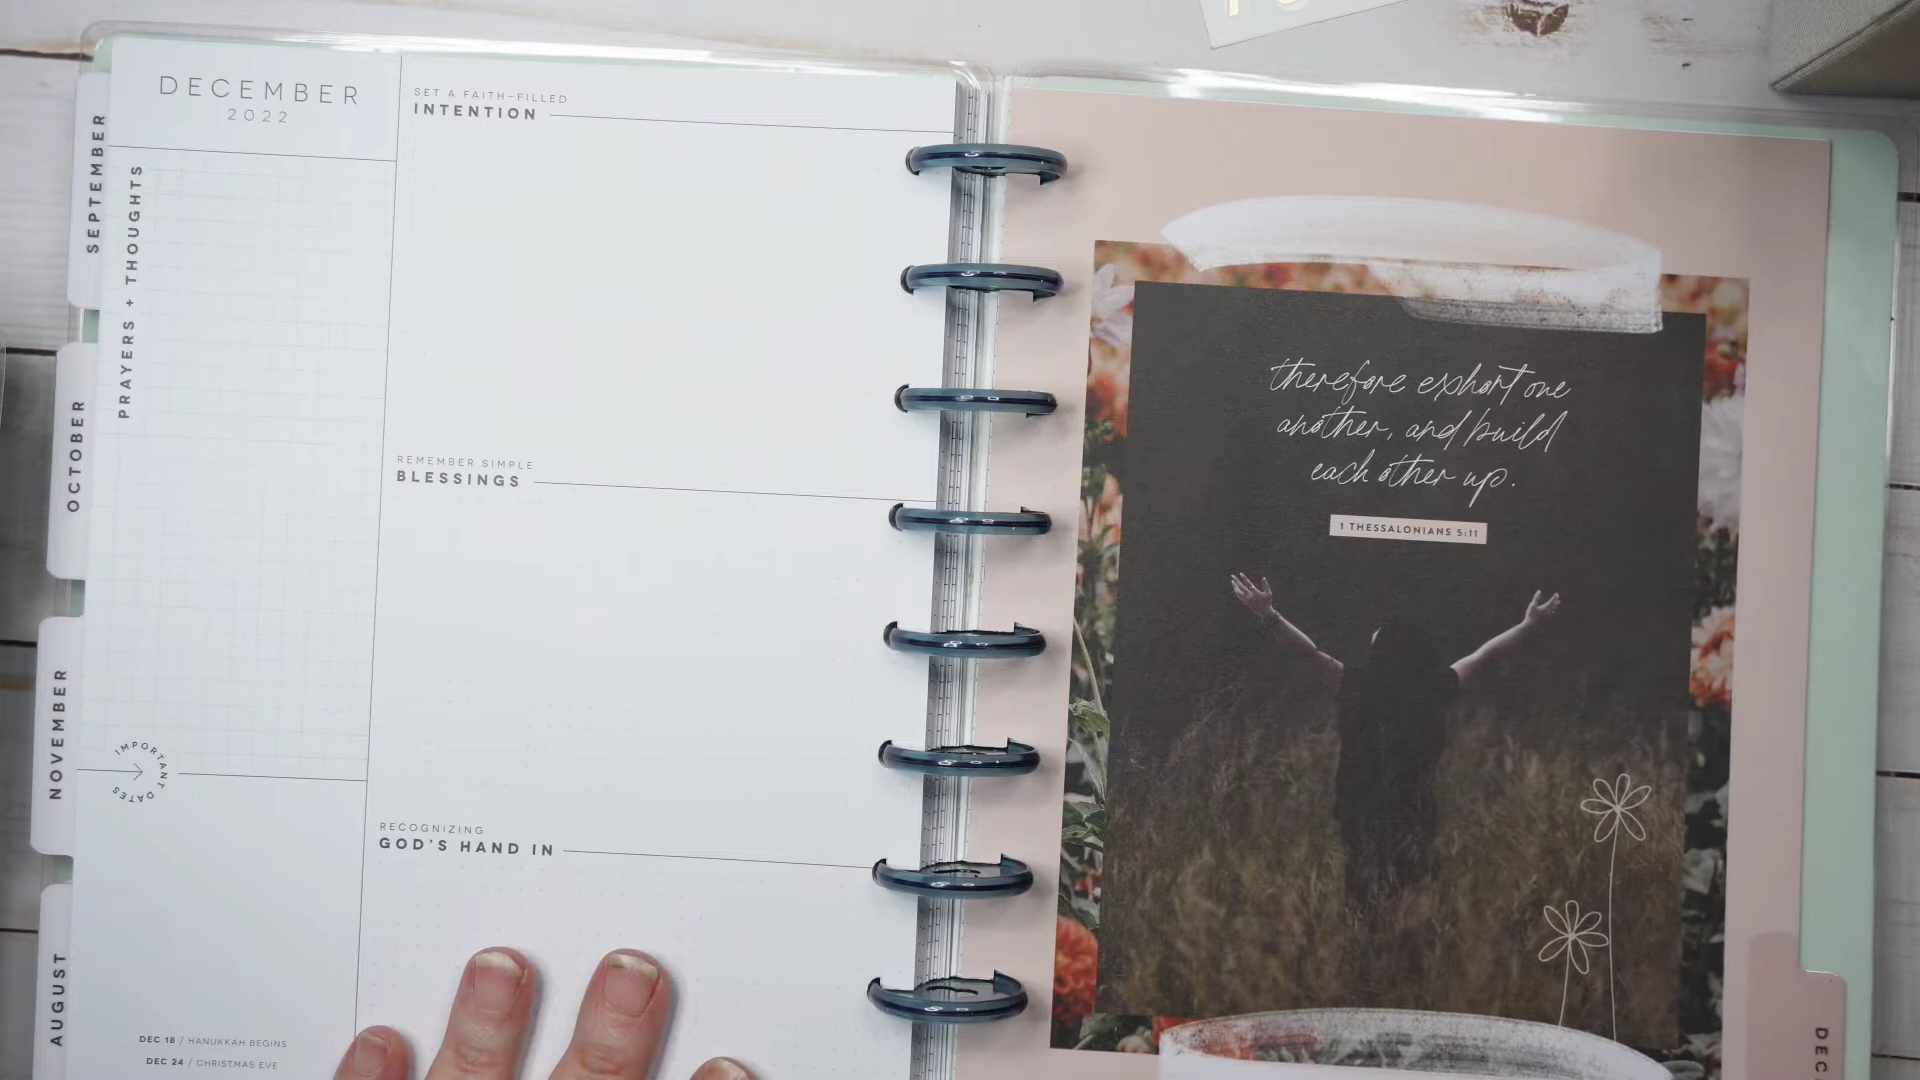 DECEMBER
2022
SEPTEMBER
OCTOBER
NOVEMBER
AUGUST
PRAYERS + THOUGHTS
IMPORTANT DATES
DEC 18 / HANUKKAH BEGINS
DEC 24 / CHRISTMAS EVE
SET A FAITH-FILLED
INTENTION
REMEMBER SIMPLE
BLESSINGS
RECOGNIZING
GOD'S HAND IN
therefore exhort one
another, and build
each other up.
1 THESSALONIANS 5:11
DEC